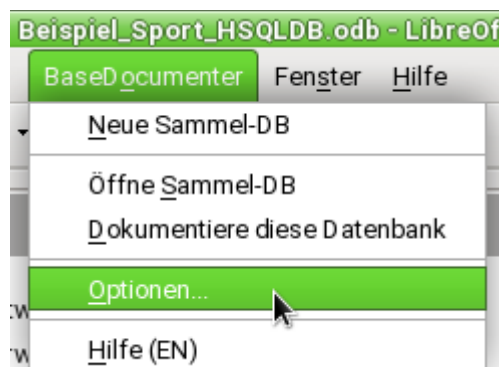 Beispiel_Sport_HSQLDB.odb - LibreOf
BaseDocumenter Fenster Hilfe
Neue Sammel-DB
Öffne Sammel-DB
Dokumentiere diese Datenbank
Optionen...
Hilfe (EN)